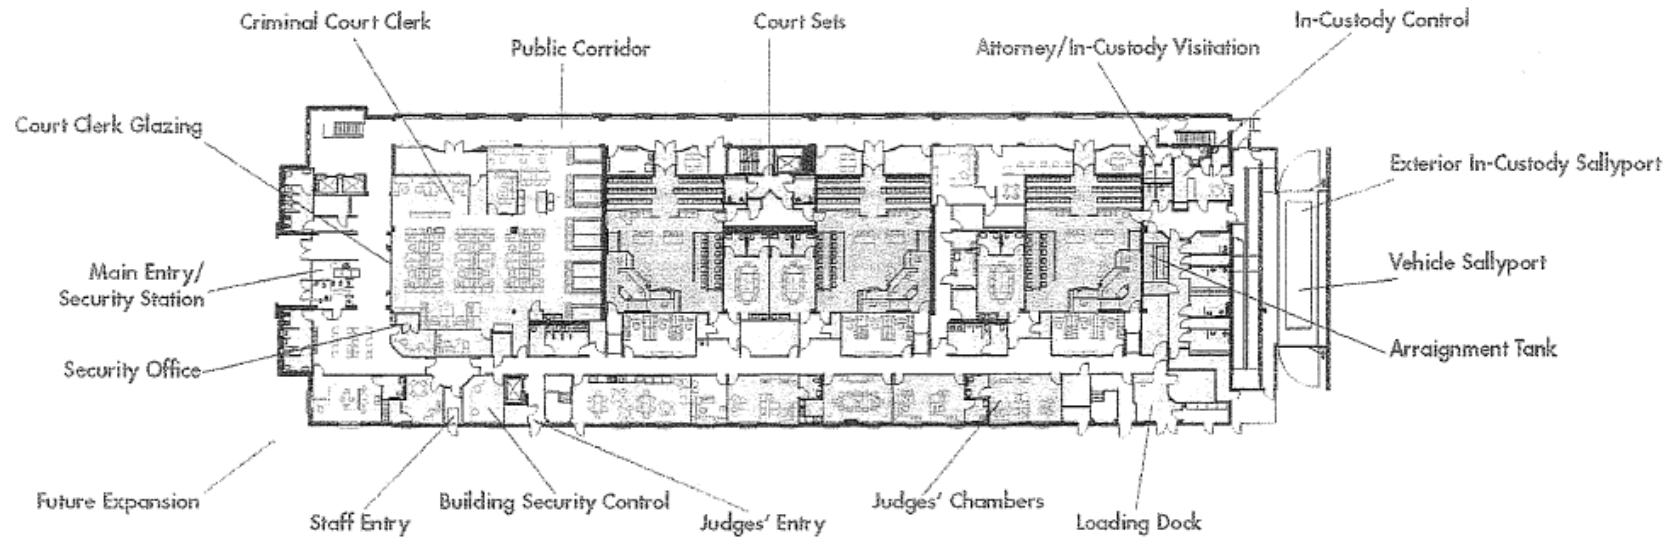 Criminal Court Clerk
Court Sets
In-Custody Control
Public Corridor
Attorney/In-Custody Visitation
Court Clerk Glazing
Exterior In-Custody Sallyport
Main Entry/
Security Station
Vehicle Sallyport
Security Office
Arraignment Tank
Future Expansion
Building Security Control
Judges' Chambers
Staff Entry
Judges' Entry
Loading Dock